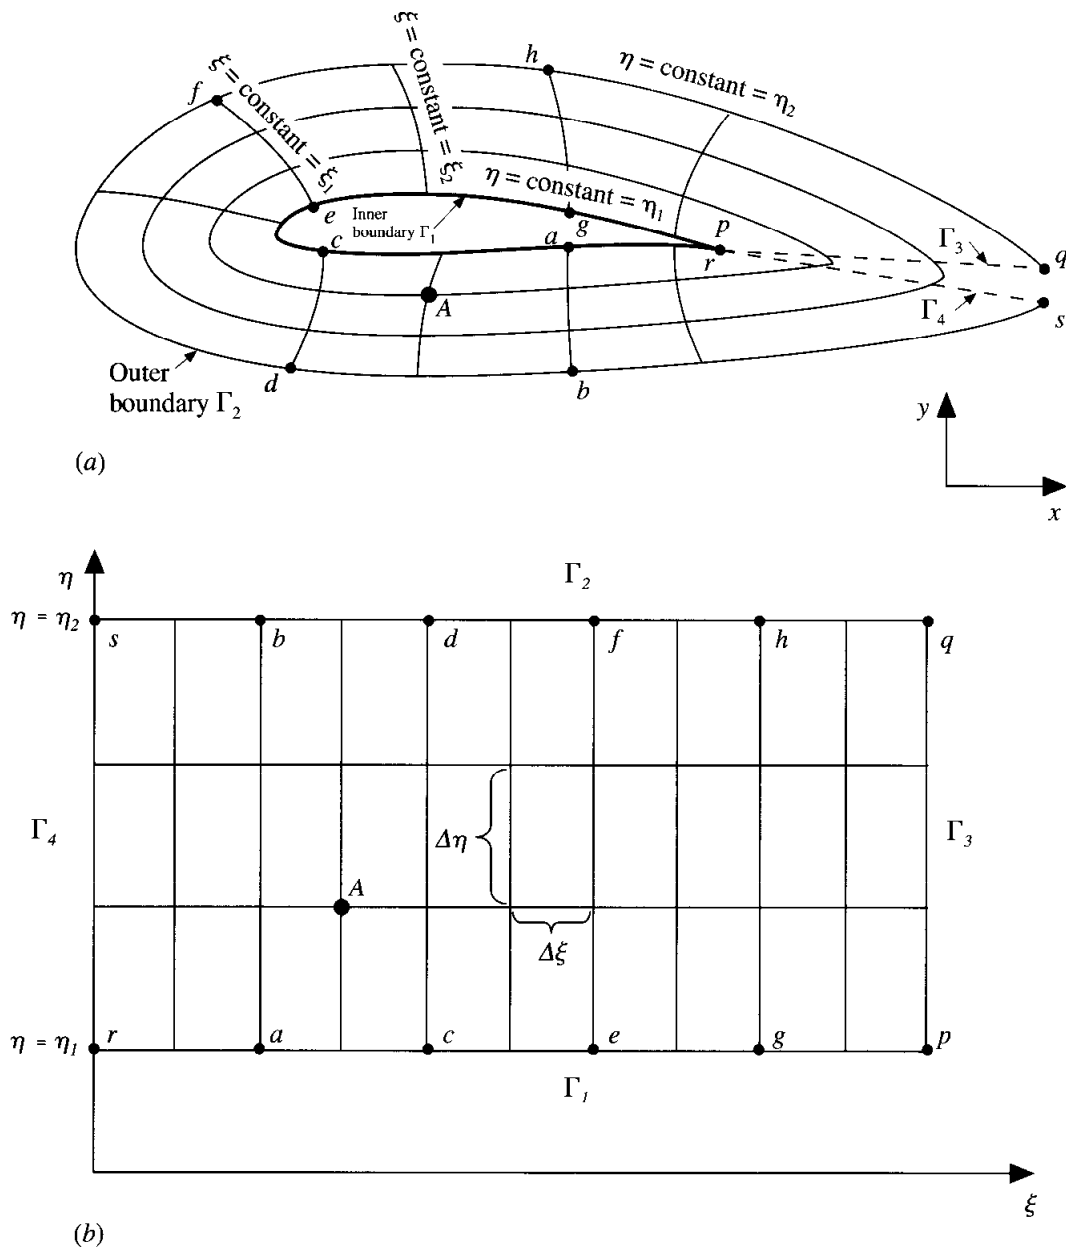 ξ = constant = ξ₁
ξ = constant = ξ₂
h
η = constant = η₂
f
η = constant = η₁
e
Inner
boundary Γ₁
g
p
c
a
r
Γ₃
q
A
Γ₄
s
Outer
boundary Γ₂
d
b
y
x
(a)
η
Γ₂
η = η₂
s
b
d
f
h
q
Γ₄
Δη
Γ₃
A
Δξ
η = η₁
r
a
c
e
g
p
Γ₁
ξ
(b)